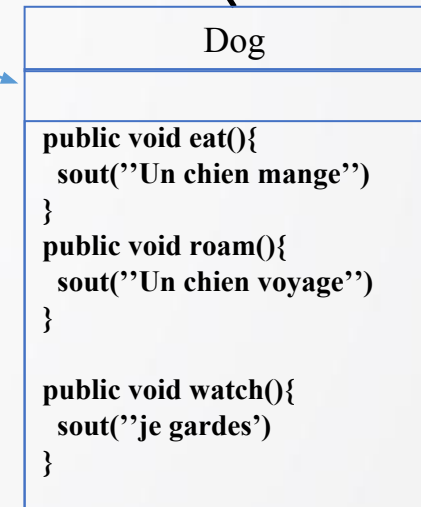 Dog
public void eat(){
sout(’’Un chien mange’’)
}
public void roam(){
sout(’’Un chien voyage’’)
}
public void watch(){
sout(’’je gardes’)
}